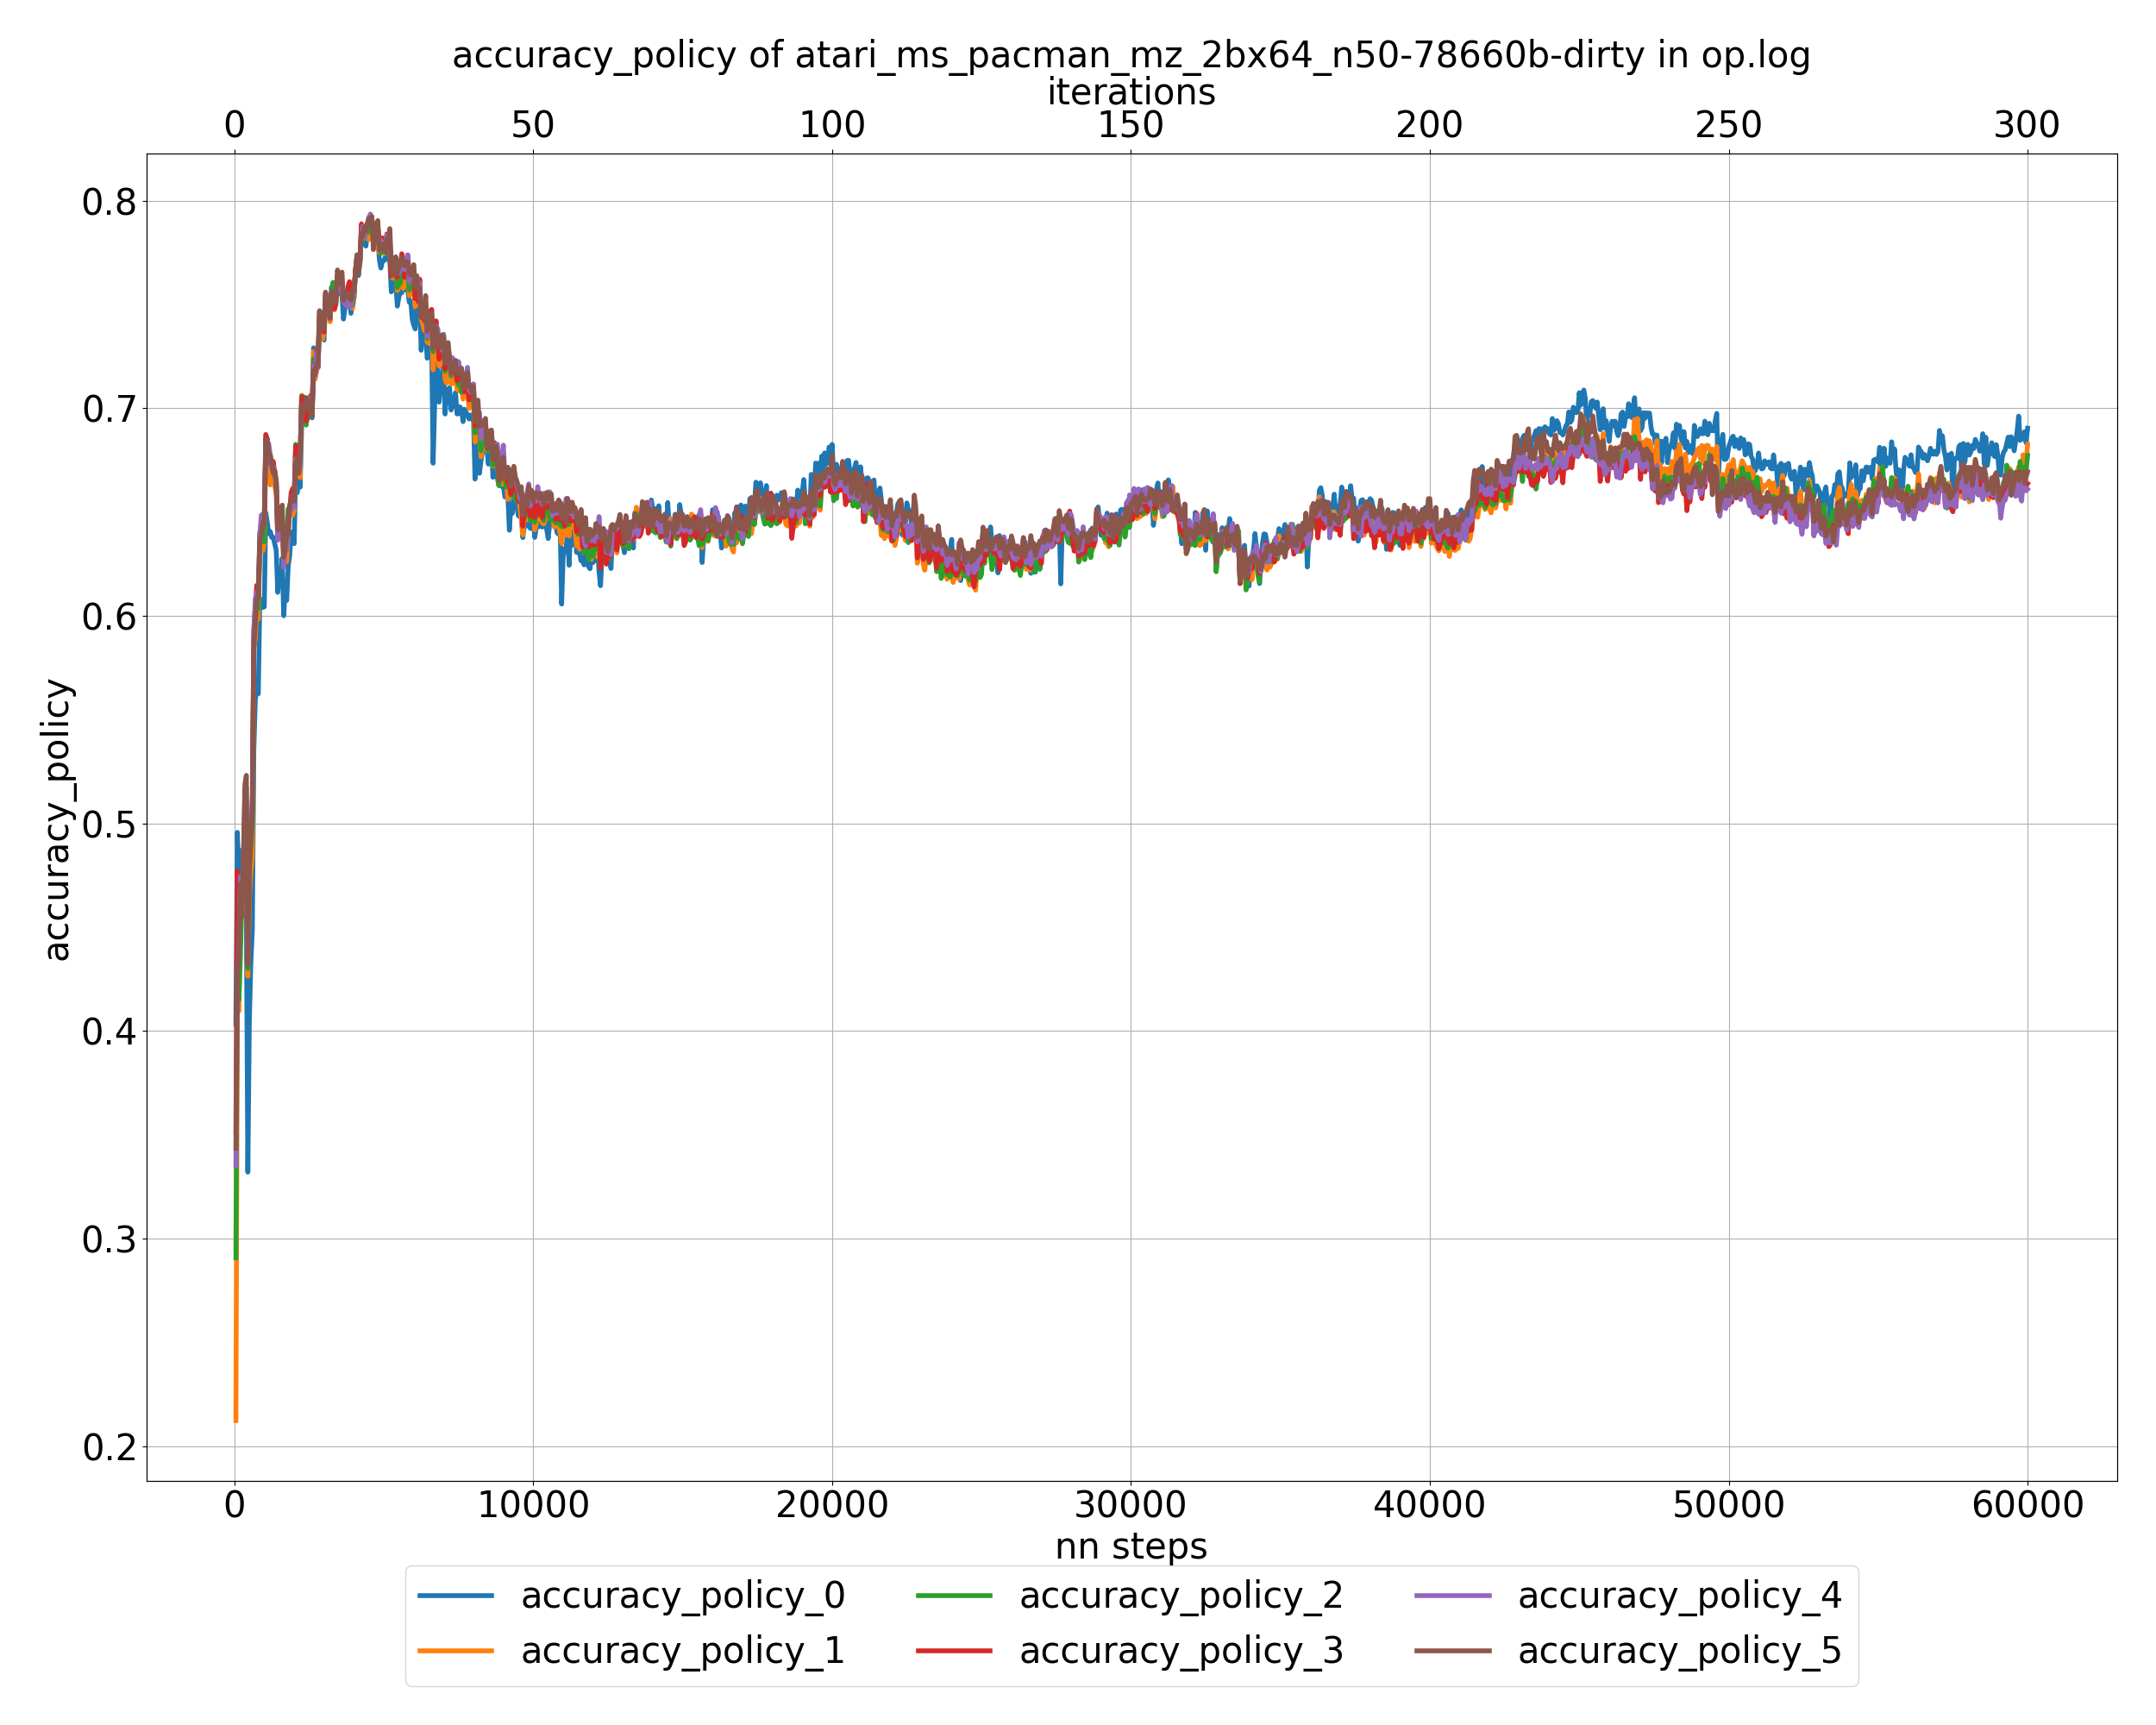 accuracy_policy of atari_ms_pacman_mz_2bx64_n50-78660b-dirty in op.log
iterations
0 50 100 150 200 250 300
0.8
0.7
0.6
0.5
0.4
0.3
0.2
accuracy_policy
0 10000 20000 30000 40000 50000 60000
nn steps
accuracy_policy_0 accuracy_policy_2 accuracy_policy_4
accuracy_policy_1 accuracy_policy_3 accuracy_policy_5